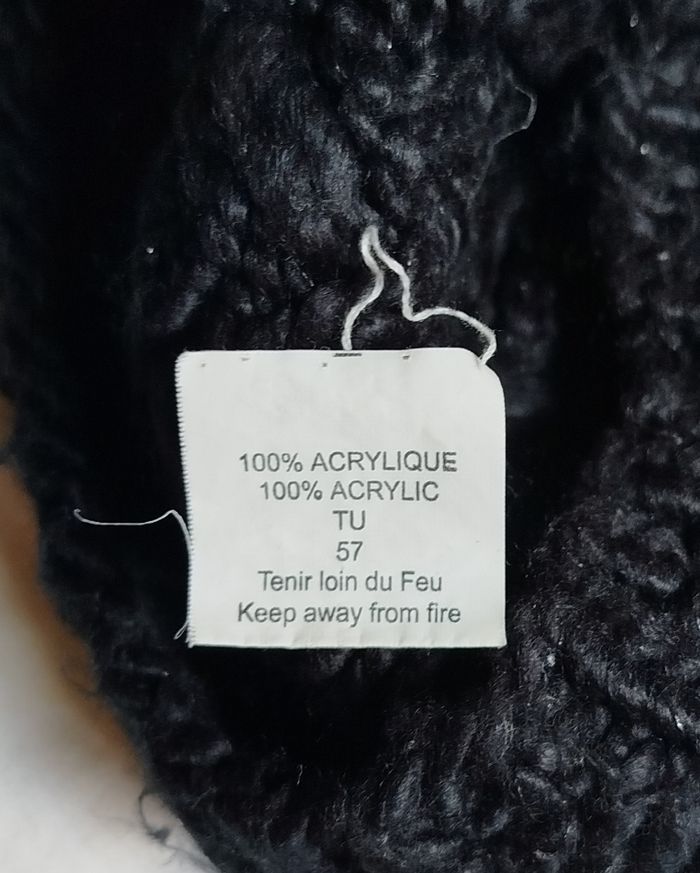 100% ACRYLIQUE
100% ACRYLIC
TU
57
Tenir loin du Feu
Keep away from fire